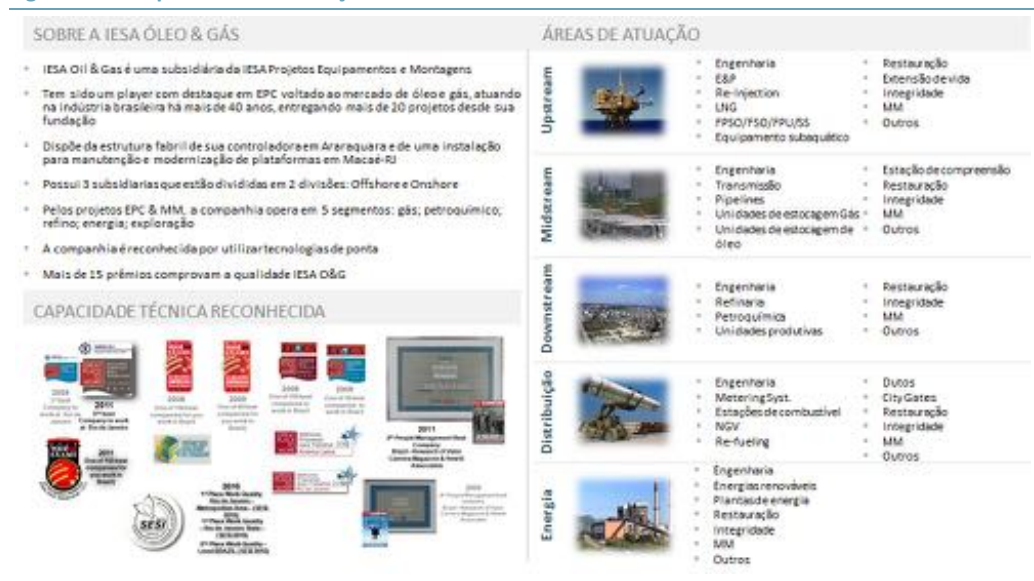 SOBRE A IESA ÓLEO & GÁS
IESA Oil & Gas é uma subsidiária da IESA Projetos Equipamentos e Montagens
Tem sido um player com destaque em EPC voltado ao mercado de óleo e gás, atuando
na indústria brasileira há mais de 40 anos, entregando mais de 20 projetos desde sua
fundação
Dispõe da estrutura fabril de sua controladora em Araraquara e de uma instalação
para manutenção e modernização de plataformas em Macaé-RJ
Possui 3 subsidiarias que estão divididas em 2 divisões: Offshore e Onshore
Pelos projetos EPC & MM, a companhia opera em 5 segmentos: gás; petroquímico;
refino; energia; exploração
A companhia é reconhecida por utilizar tecnologias de ponta
Mais de 15 prêmios comprovam a qualidade IESA O&G
CAPACIDADE TÉCNICA RECONHECIDA
2011
2011
2011
2010
SESI
ÁREAS DE ATUAÇÃO
Upstream
Engenharia
E&P
Re-Injection
LNG
FPSO/FSO/FPU/SS
Equipamento subaquático
Restauração
Extensão de vida
Integridade
MM
Outros
Midstream
Engenharia
Transmissão
Pipelines
Unidades de estocagem Gás
Unidades de estocagem de
óleo
Estação de compreensão
Restauração
Integridade
MM
Outros
Downstream
Engenharia
Refinaria
Petroquímica
Unidades produtivas
Restauração
Integridade
MM
Outros
Distribuição
Engenharia
Metering Syst.
Estações de combustível
NGV
Re-fueling
Dutos
City Gates
Restauração
Integridade
MM
Outros
Energia
Engenharia
Energias renováveis
Plantas de energia
Restauração
Integridade
MM
Outros